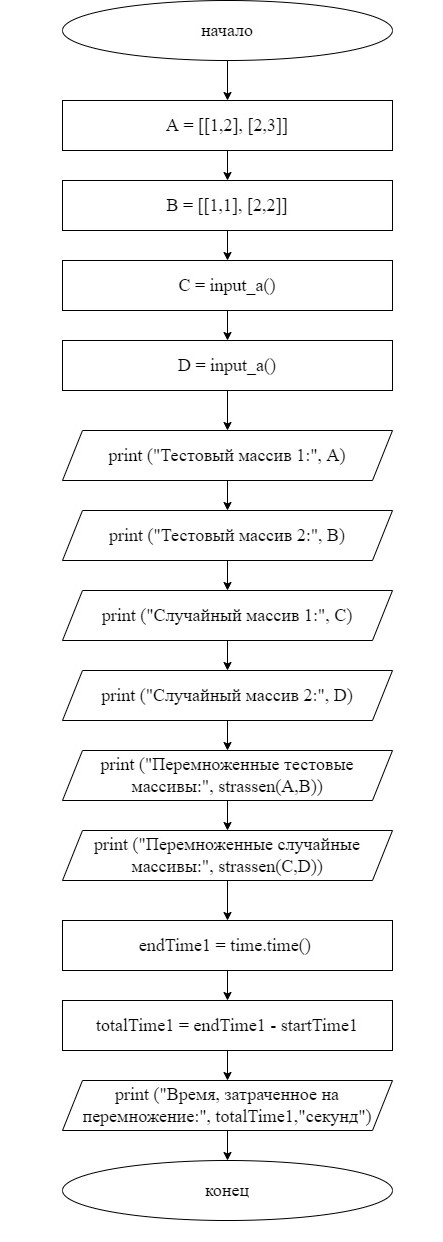 начало
A = [[1,2], [2,3]]
B = [[1,1], [2,2]]
C = input_a()
D = input_a()
print ("Тестовый массив 1:", A)
print ("Тестовый массив 2:", B)
print ("Случайный массив 1:", C)
print ("Случайный массив 2:", D)
print ("Перемноженные тестовые
массивы:", strassen(A,B))
print ("Перемноженные случайные
массивы:", strassen(C,D))
endTime1 = time.time()
totalTime1 = endTime1 - startTime1
print ("Время, затраченное на
перемножение:", totalTime1,"секунд")
конец